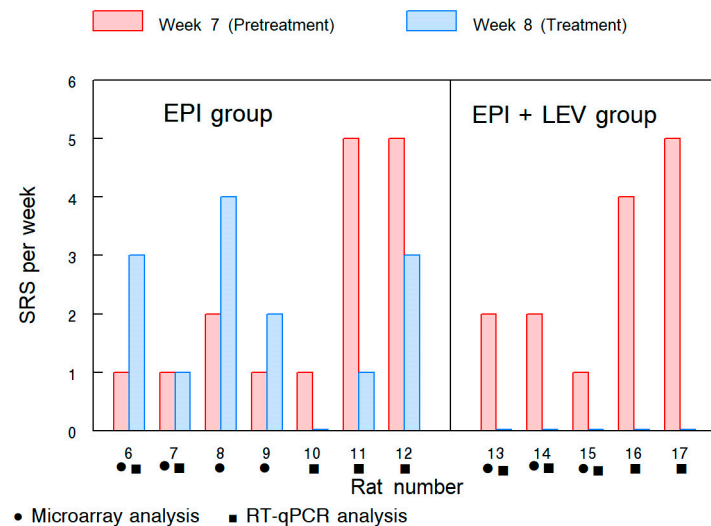 Week 7 (Pretreatment) Week 8 (Treatment)
6
EPI group EPI + LEV group
5
4
3
2
1
0
SRS per week
6 7 8 9 10 11 12 13 14 15 16 17
Rat number
● Microarray analysis ■ RT-qPCR analysis